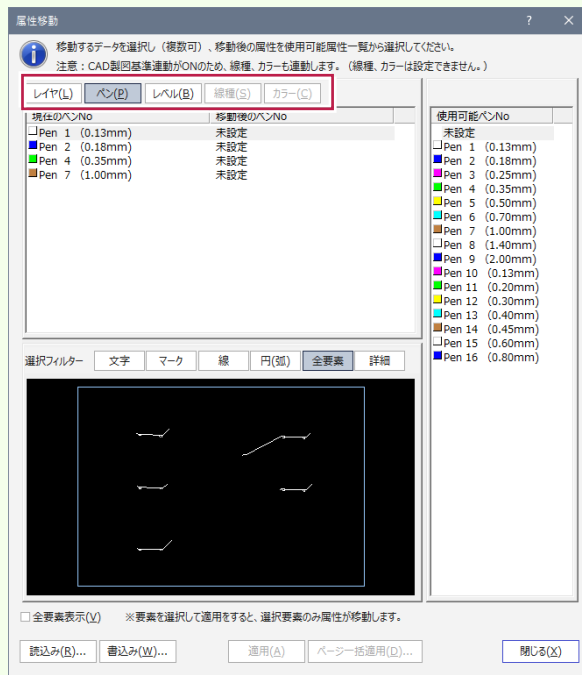 属性移動
移動するデータを選択し（複数可）、移動後の属性を使用可能属性一覧から選択してください。
注意：CAD製図基準連動がONのため、線種、カラーも連動します。（線種、カラーは設定できません。）
レイヤ(L) ペン(P) レベル(B) 線種(S) カラー(C)
現在のペンNo 移動後のペンNo
Pen 1 (0.13mm) 未設定
Pen 2 (0.18mm) 未設定
Pen 4 (0.35mm) 未設定
Pen 7 (1.00mm) 未設定
使用可能ペンNo
未設定
Pen 1 (0.13mm)
Pen 2 (0.18mm)
Pen 3 (0.25mm)
Pen 4 (0.35mm)
Pen 5 (0.50mm)
Pen 6 (0.70mm)
Pen 7 (1.00mm)
Pen 8 (1.40mm)
Pen 9 (2.00mm)
Pen 10 (0.13mm)
Pen 11 (0.20mm)
Pen 12 (0.30mm)
Pen 13 (0.40mm)
Pen 14 (0.45mm)
Pen 15 (0.60mm)
Pen 16 (0.80mm)
選択フィルター 文字 マーク 線 円(弧) 全要素 詳細
全要素表示(V) ※要素を選択して適用をすると、選択要素のみ属性が移動します。
読込み(R)... 書込み(W)... 適用(A) ページ一括適用(D)... 閉じる(X)